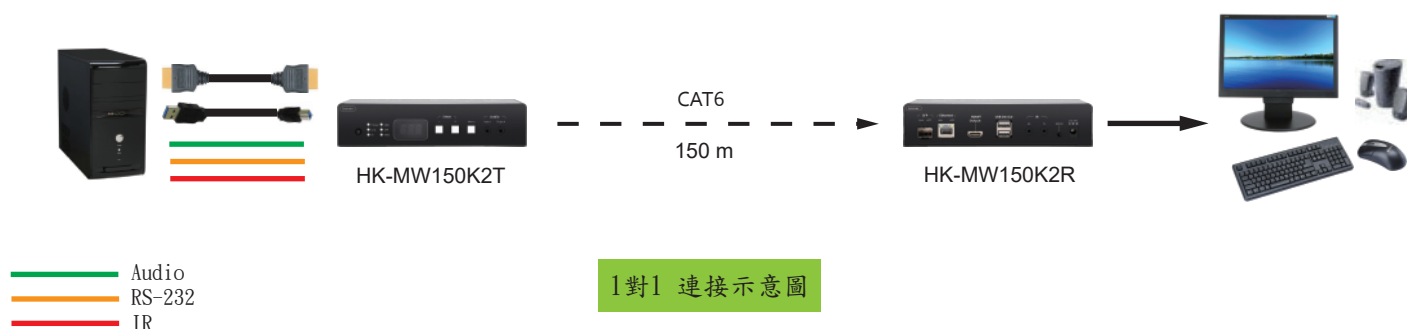 CAT6
150 m
HK-MW150K2T
HK-MW150K2R
Audio
RS-232
IR
1對1 連接示意圖